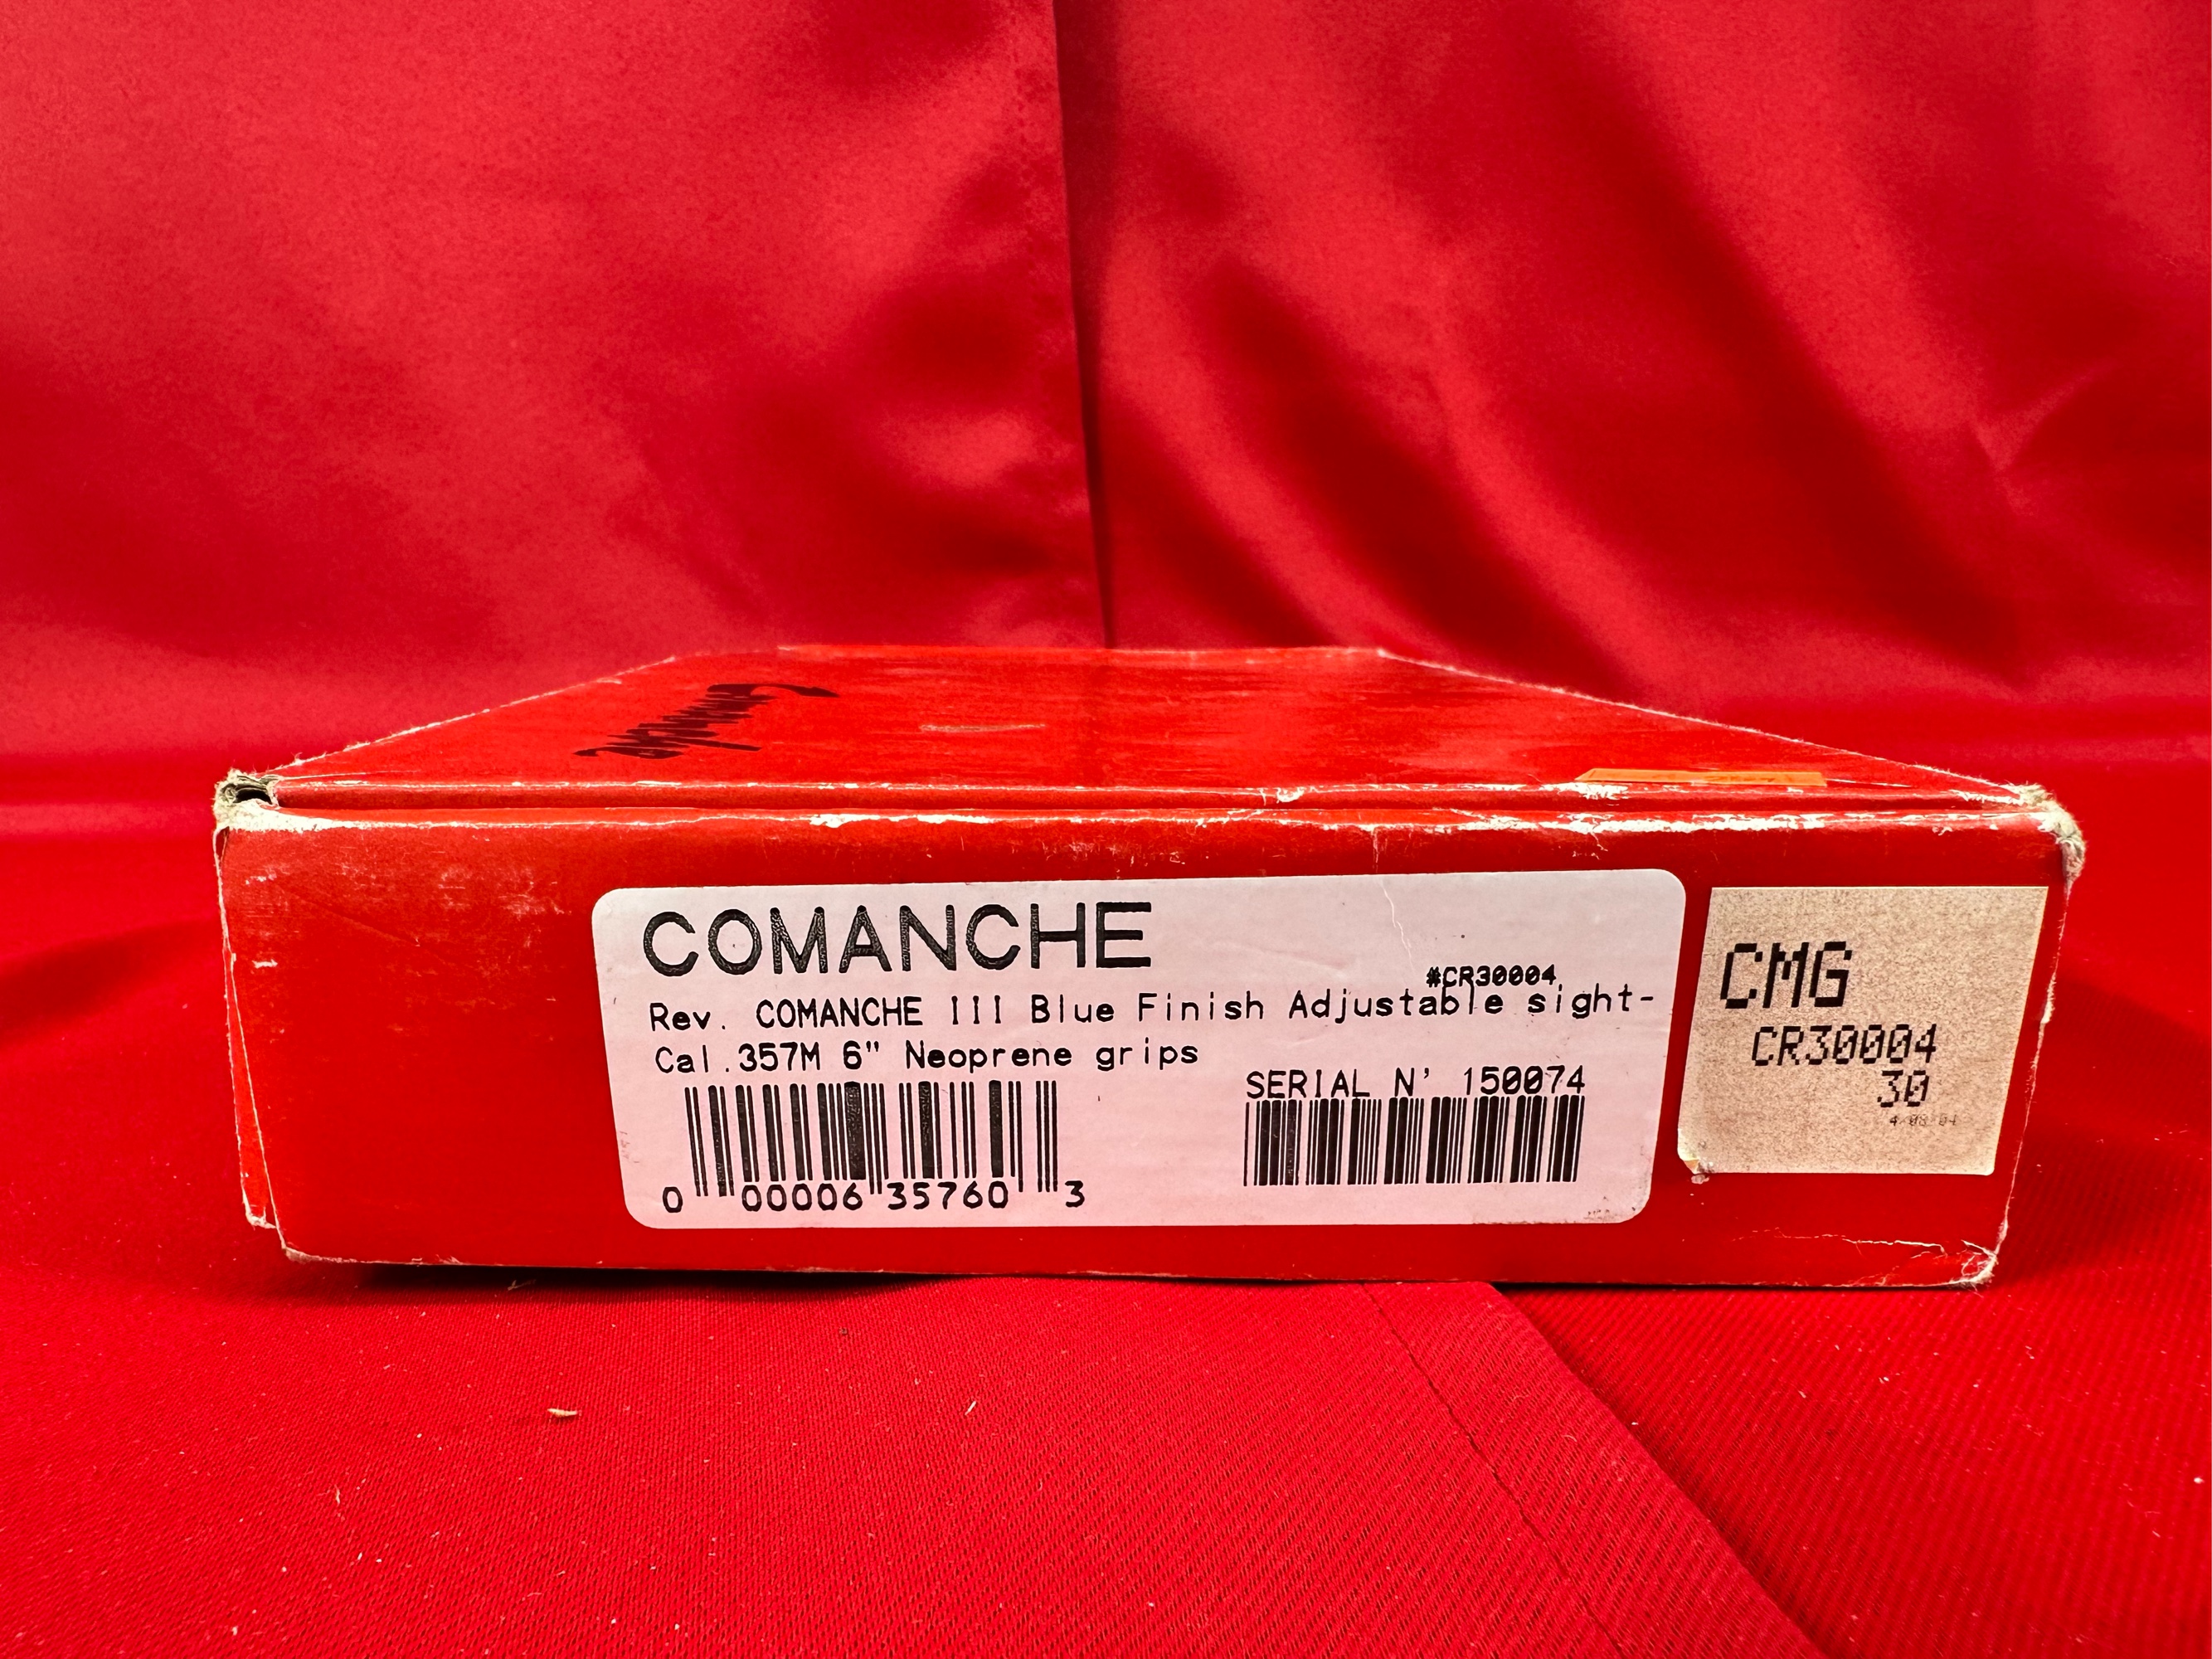 Comanche
COMANCHE
#CR30004
Rev. COMANCHE III Blue Finish Adjustable sight-
Cal.357M 6" Neoprene grips
SERIAL N' 150074
0 00006 35760 3
CMG
CR30004
30